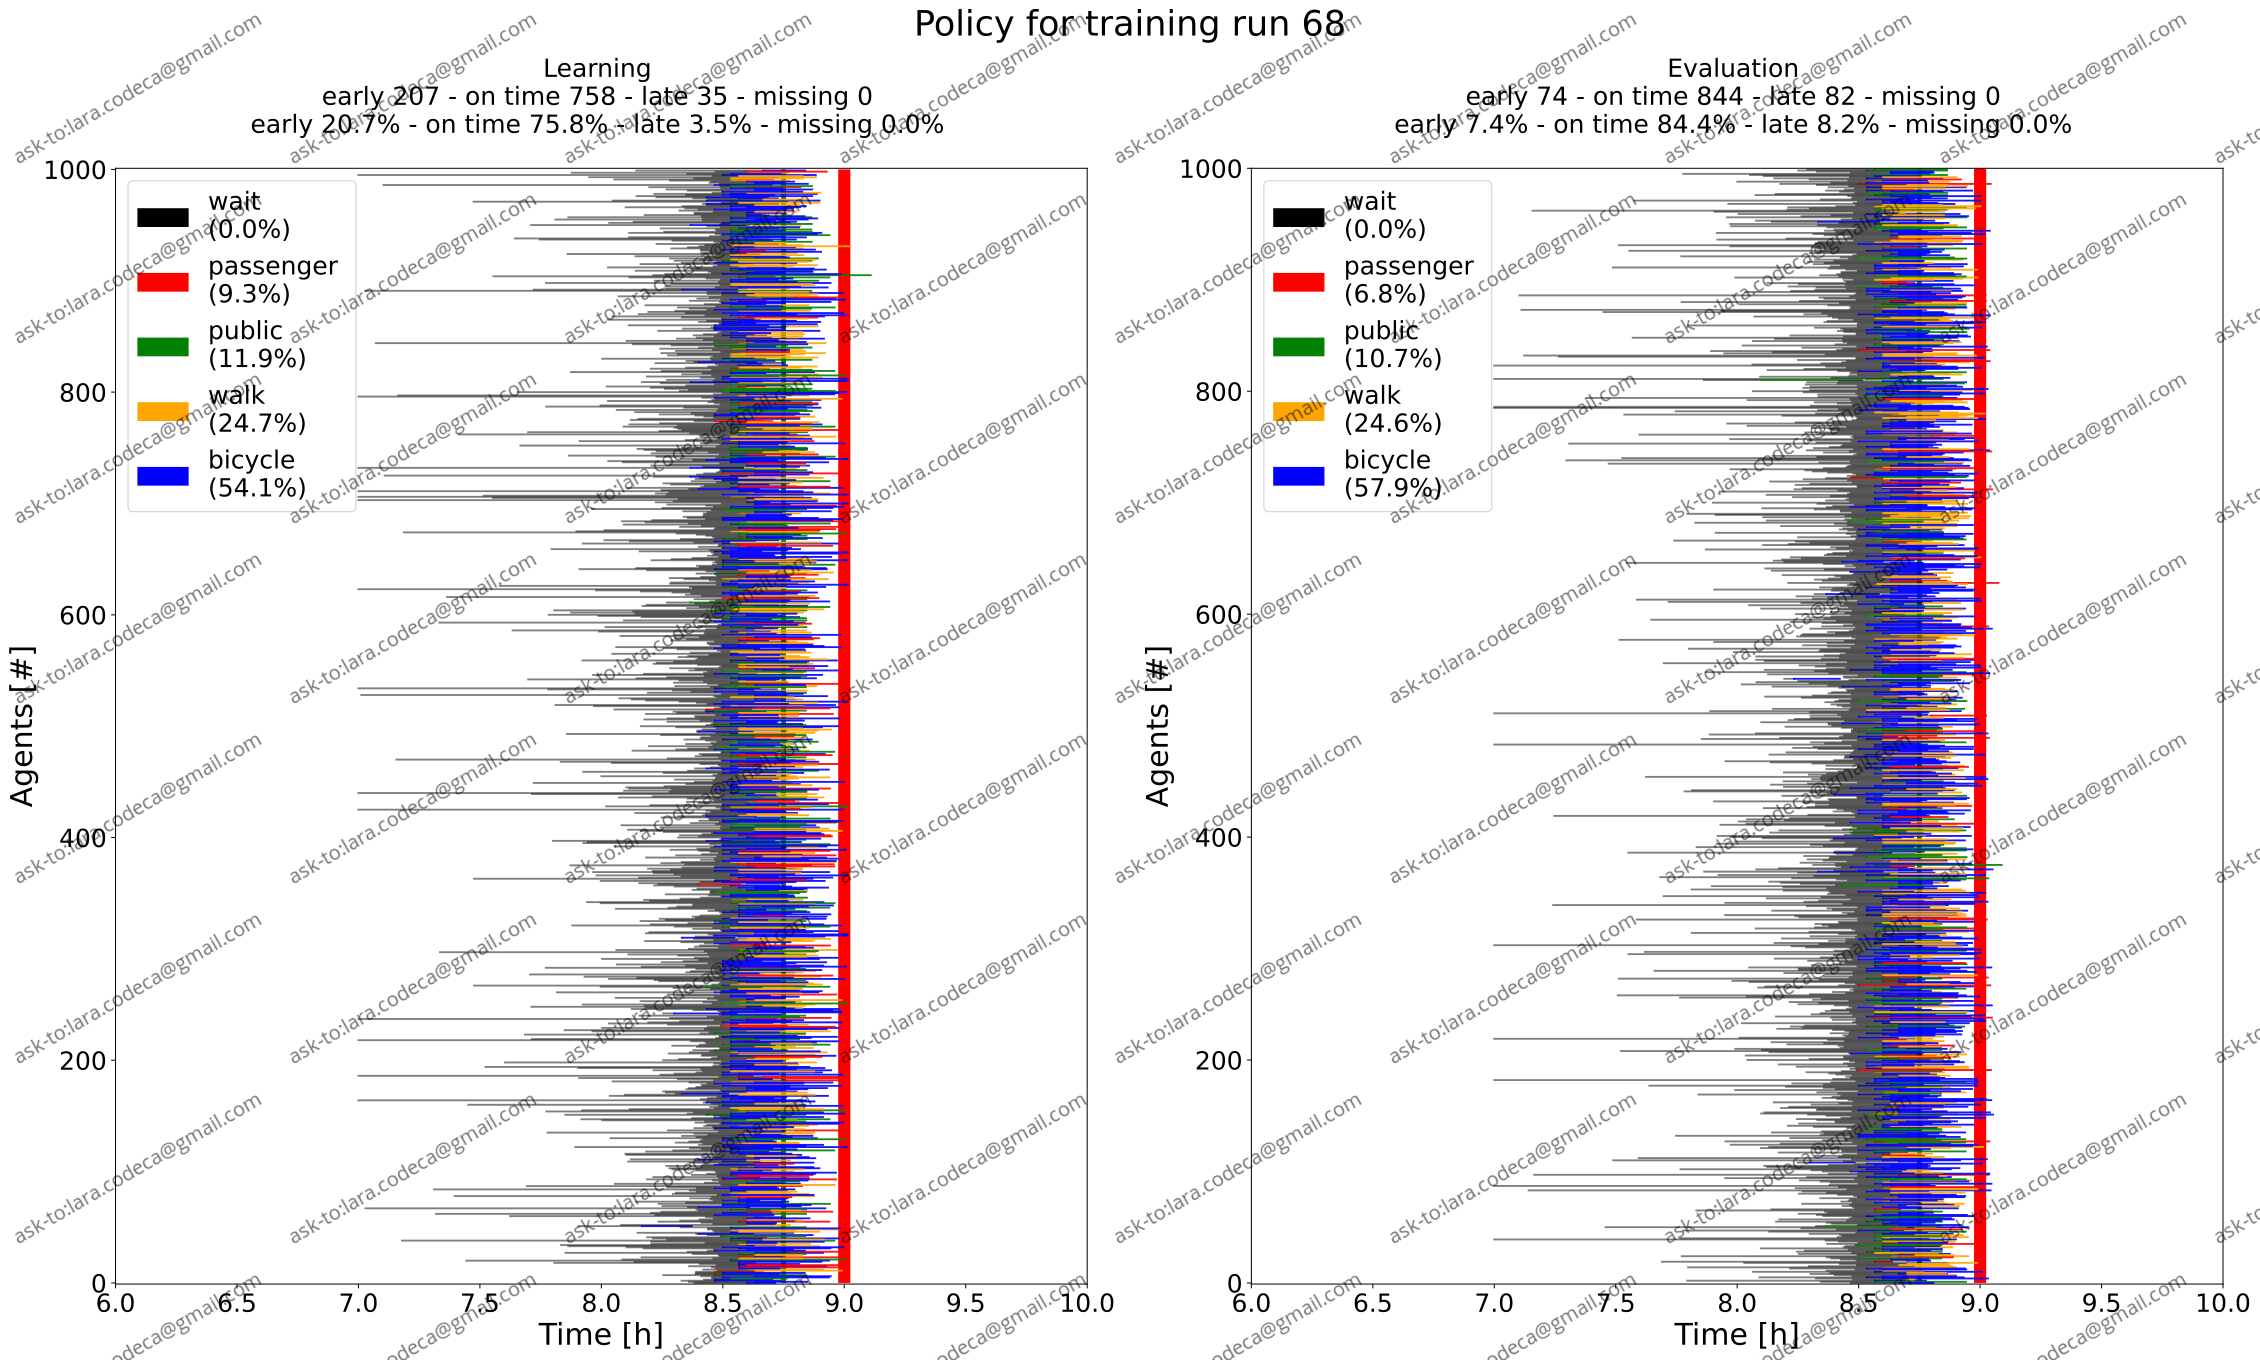 Policy for training run 68
Learning
early 207 - on time 758 - late 35 - missing 0
early 20.7% - on time 75.8% - late 3.5% - missing 0.0%
1000
800
600
400
200
0
Agents [#]
wait
(0.0%)
passenger
(9.3%)
public
(11.9%)
walk
(24.7%)
bicycle
(54.1%)
6.0 6.5 7.0 7.5 8.0 8.5 9.0 9.5 10.0
Time [h]
Evaluation
early 74 - on time 844 - late 82 - missing 0
early 7.4% - on time 84.4% - late 8.2% - missing 0.0%
1000
800
600
400
200
0
Agents [#]
wait
(0.0%)
passenger
(6.8%)
public
(10.7%)
walk
(24.6%)
bicycle
(57.9%)
6.0 6.5 7.0 7.5 8.0 8.5 9.0 9.5 10.0
Time [h]
ask-to:lara.codeca@gmail.com